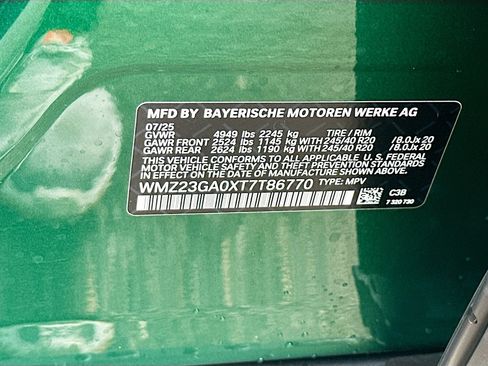 MFD BY BAYERISCHE MOTOREN WERKE AG
07/25
GVWR 4949 lbs 2245 kg TIRE / RIM
GAWR FRONT 2524 lbs 1145 kg WITH 245/40 R20 / 8.0Jx 20
GAWR REAR 2624 lbs 1190 kg WITH 245/40 R20 / 8.0Jx 20
THIS VEHICLE CONFORMS TO ALL APPLICABLE U.S. FEDERAL
MOTOR VEHICLE SAFETY AND THEFT PREVENTION STANDARDS
IN EFFECT ON THE DATE OF MANUFACTURE SHOWN ABOVE.
WMZ23GA0XT7T86770 TYPE: MPV
C3B
7 320 730